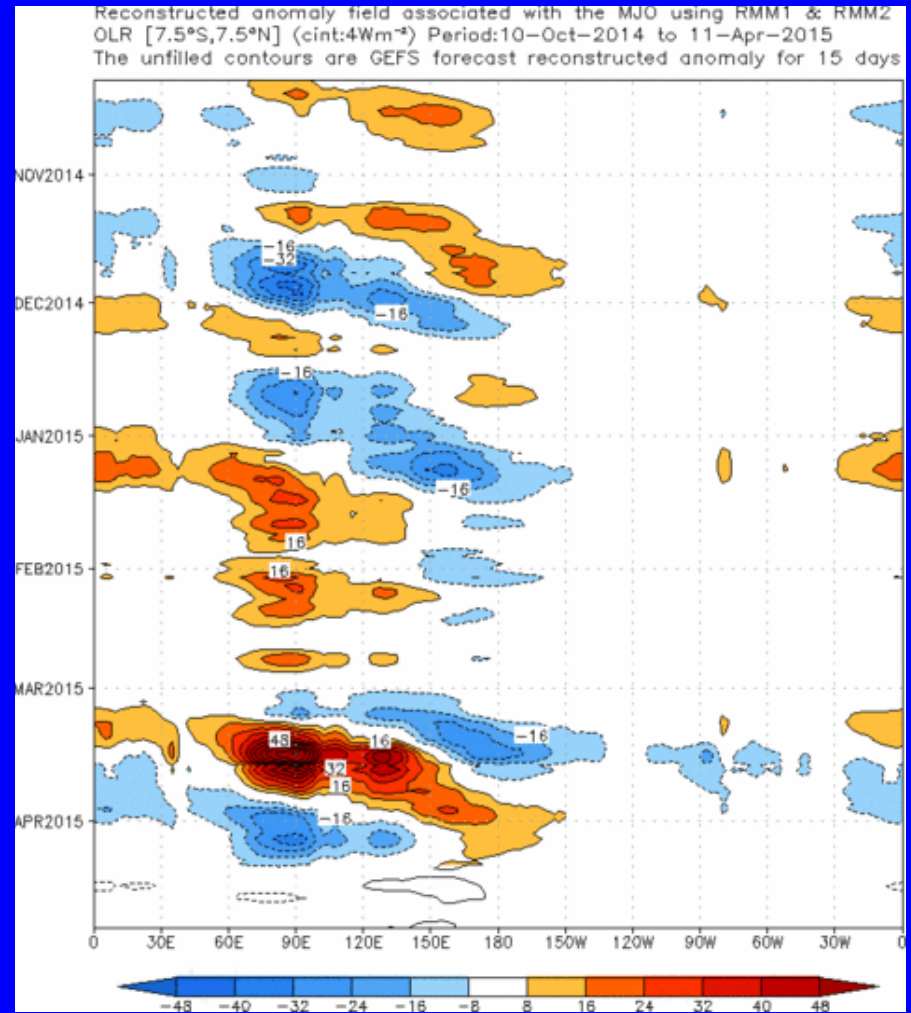 Reconstructed anomaly field associated with the MJO using RMM1 & RMM2
OLR [7.5°S,7.5°N] (cint:4Wm⁻²) Period:10-Oct-2014 to 11-Apr-2015
The unfilled contours are GEFS forecast reconstructed anomaly for 15 days
NOV2014
-16
-32
DEC2014
-16
-16
JAN2015
-16
16
FEB2015
16
MAR2015
48 16 -16
32
16
APR2015
-16
0 30E 60E 90E 120E 150E 180 150W 120W 90W 60W 30W 0
-48 -40 -32 -24 -16 -8 8 16 24 32 40 48